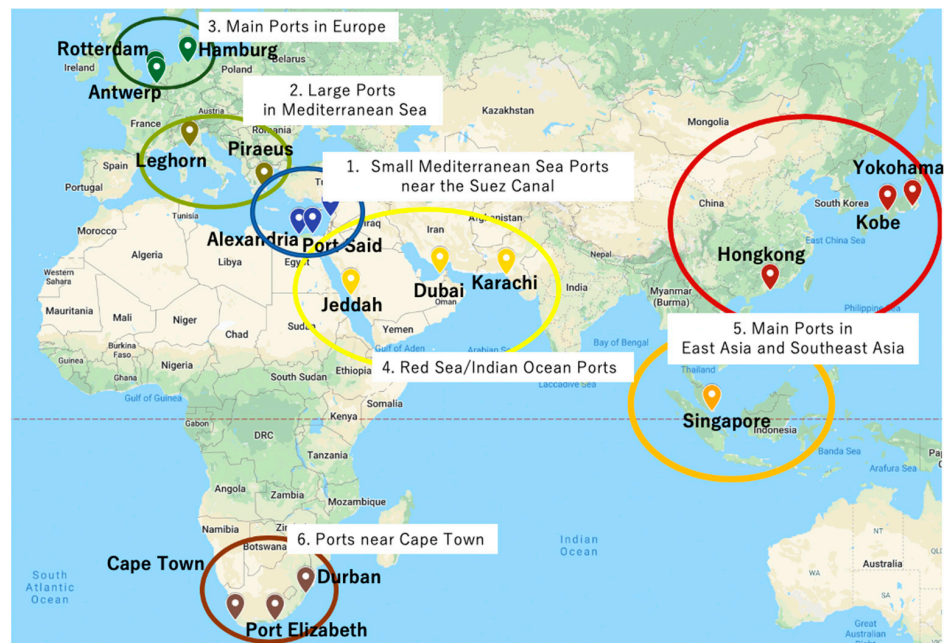 3. Main Ports in Europe
Rotterdam
Hamburg
Ireland
Belarus
Poland
Antwerp
2. Large Ports
in Mediterranean Sea
Austria
France
Romania
Kazakhstan
Mongolia
Leghorn
Piraeus
1. Small Mediterranean Sea Ports
near the Suez Canal
Spain
Portugal
Yokohama
China
South Korea
Kobe
Tunisia
Morocco
Alexandria
Port Said
Iraq
Iran
Afghanistan
East China Sea
Algeria
Libya
Egypt
Nepal
Hongkong
Western
Sahara
Jeddah
Dubai
Karachi
Oman
India
Myanmar
(Burma)
Mauritania
Mali
Niger
Chad
Sudan
Yemen
Philippine Sea
Burkina
Faso
Gulf of Aden
Arabian Sea
Bay of Bengal
5. Main Ports in
East Asia and Southeast Asia
Guinea
Nigeria
Ghana
South Sudan
Ethiopia
4. Red Sea/Indian Ocean Ports
Thailand
Laccadive Sea
Gulf of Guinea
Somalia
Singapore
Gabon
Kenya
Indonesia
DRC
Tanzania
Banda Sea
Arafura Sea
Angola
Zambia
Mozambique
Namibia
Botswana
6. Ports near Cape Town
Indian
Ocean
NT
Cape Town
Durban
South
Atlantic
Ocean
WA
Australia
SA
Port Elizabeth
Great
Australian